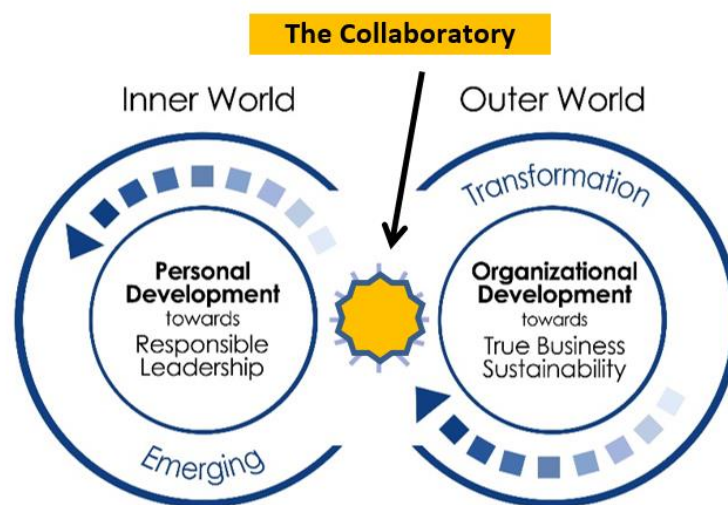 The Collaboratory
Inner World
Outer World
Transformation
Personal
Development
towards
Responsible
Leadership
Organizational
Development
towards
True Business
Sustainability
Emerging